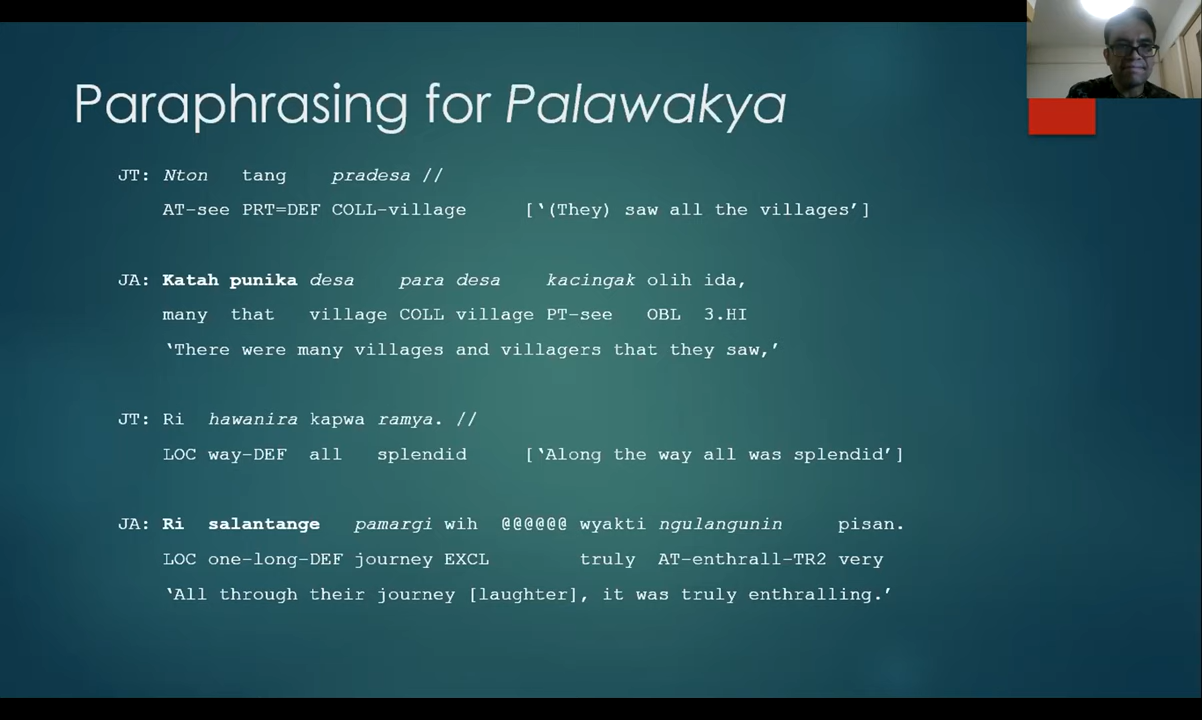 Paraphrasing for Palawakya
JT: Nton tang pradesa //
AT-see PRT=DEF COLL-village [‘(They) saw all the villages’]
JA: Katah punika desa para desa kacingak olih ida,
many that village COLL village PT-see OBL 3.HI
‘There were many villages and villagers that they saw,’
JT: Ri hawanira kapwa ramya. //
LOC way-DEF all splendid [‘Along the way all was splendid’]
JA: Ri salantange pamargi wih @@@@@@ wyakti ngulangunin pisan.
LOC one-long-DEF journey EXCL truly AT-enthrall-TR2 very
‘All through their journey [laughter], it was truly enthralling.’